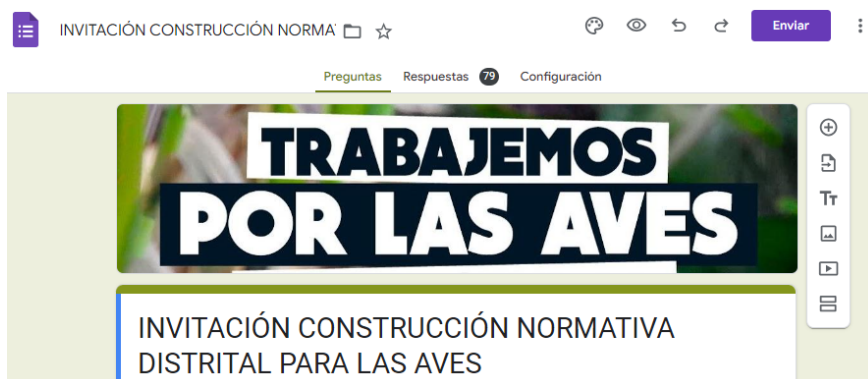 INVITACIÓN CONSTRUCCIÓN NORMA
Enviar
Preguntas Respuestas 79 Configuración
TRABAJEMOS
POR LAS AVES
Tт
INVITACIÓN CONSTRUCCIÓN NORMATIVA
DISTRITAL PARA LAS AVES